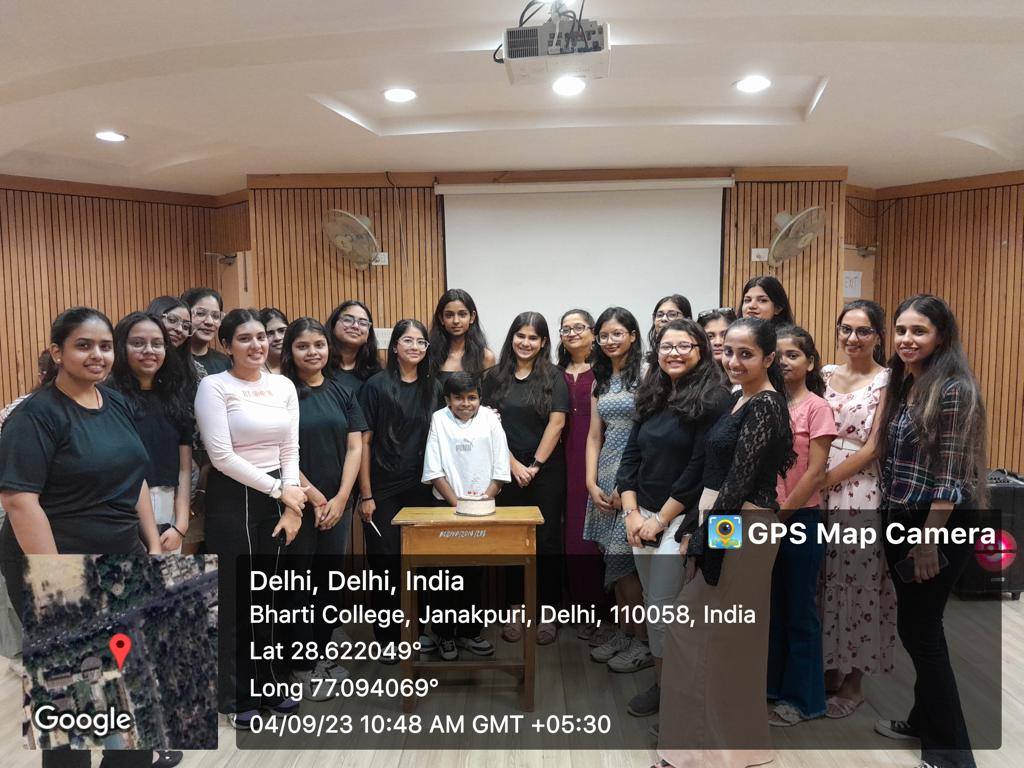 EXIT
GPS Map Camera
Delhi, Delhi, India
Bharti College, Janakpuri, Delhi, 110058, India
Lat 28.622049°
Long 77.094069°
04/09/23 10:48 AM GMT +05:30
Google